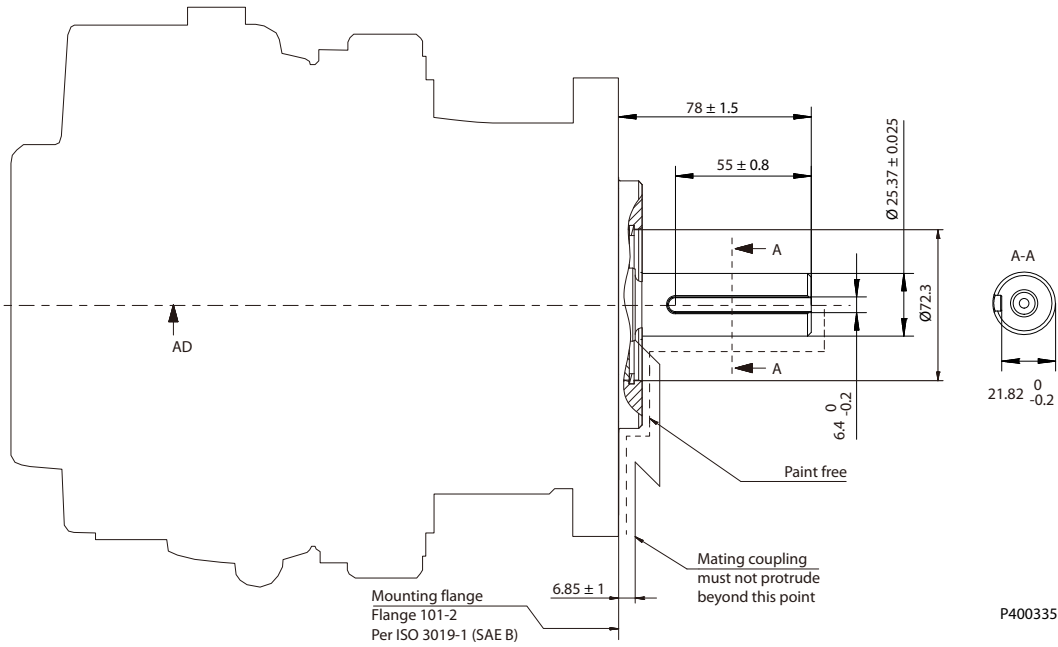 78 ± 1.5
55 ± 0.8
Ø 25.37 ± 0.025
A
A-A
Ø72.3
AD
A
21.82 0 -0.2
6.4 0 -0.2
Paint free
Mating coupling
must not protrude
beyond this point
6.85 ± 1
Mounting flange
Flange 101-2
Per ISO 3019-1 (SAE B)
P400335